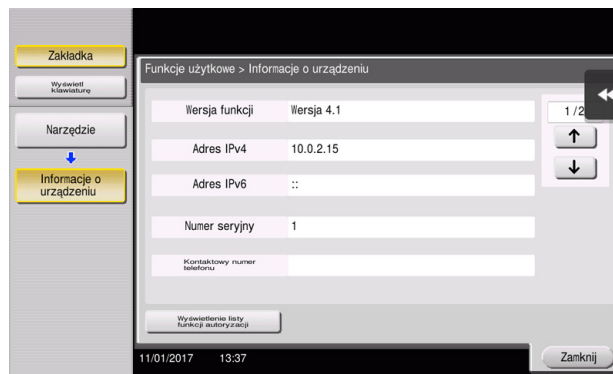 Zakładka
Wyświetl
klawiaturę
Narzędzie
Informacje o
urządzeniu
Funkcje użytkowe > Informacje o urządzeniu
Wersja funkcji Wersja 4.1
1/2
Adres IPv4 10.0.2.15
Adres IPv6 ::
Numer seryjny 1
Kontaktowy numer
telefonu
Wyświetlenie listy
funkcji autoryzacji
11/01/2017 13:37
Zamknij